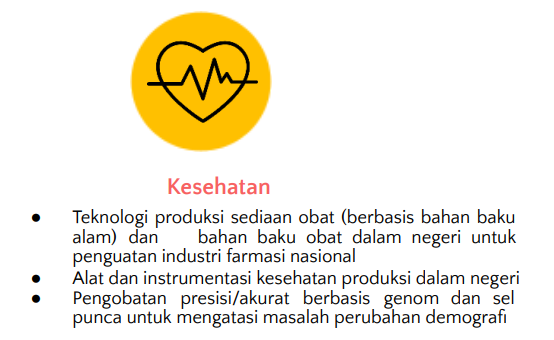 Kesehatan
● Teknologi produksi sediaan obat (berbasis bahan baku
alam) dan bahan baku obat dalam negeri untuk
penguatan industri farmasi nasional
● Alat dan instrumentasi kesehatan produksi dalam negeri
● Pengobatan presisi/akurat berbasis genom dan sel
punca untuk mengatasi masalah perubahan demografi